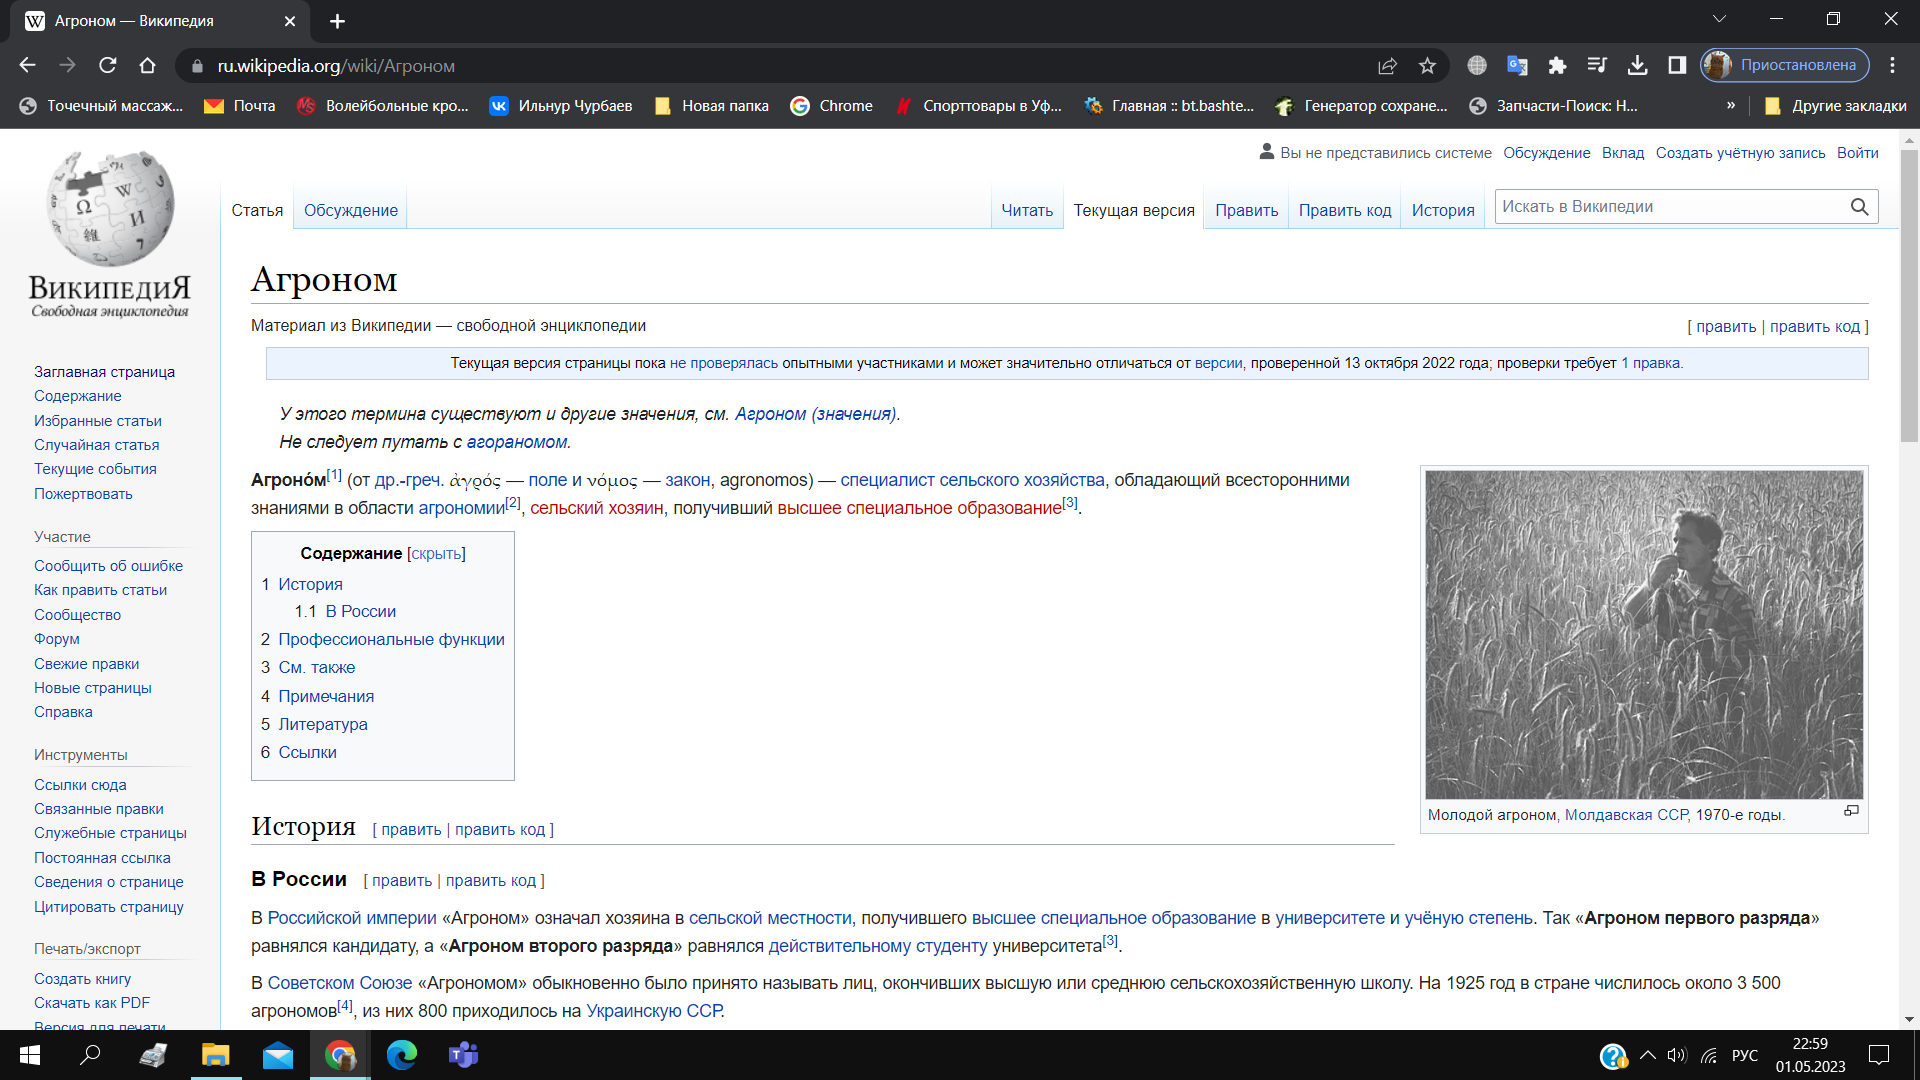 Агроном — Википедия
ru.wikipedia.org/wiki/Агроном
Приостановлена
Точечный массаж...
Почта
Волейбольные кро...
Ильнур Чурбаев
Новая папка
Chrome
Спорттовары в Уф...
Главная :: bt.bashte...
Генератор сохране...
Запчасти-Поиск: Н...
»
Другие закладки
Вы не представились системе Обсуждение Вклад Создать учётную запись Войти
Статья Обсуждение Читать Текущая версия Править Править код История Искать в Википедии
ВикипедиЯ
Свободная энциклопедия
Заглавная страница
Содержание
Избранные статьи
Случайная статья
Текущие события
Пожертвовать
Участие
Сообщить об ошибке
Как править статьи
Сообщество
Форум
Свежие правки
Новые страницы
Справка
Инструменты
Ссылки сюда
Связанные правки
Служебные страницы
Постоянная ссылка
Сведения о странице
Цитировать страницу
Печать/экспорт
Создать книгу
Скачать как PDF
Версия для печати
Агроном
Материал из Википедии — свободной энциклопедии
[ править | править код ]
Текущая версия страницы пока не проверялась опытными участниками и может значительно отличаться от версии, проверенной 13 октября 2022 года; проверки требует 1 правка.
У этого термина существуют и другие значения, см. Агроном (значения).
Не следует путать с агораномом.
Агроно́м[1] (от др.-греч. ἀγρός — поле и νόμος — закон, agronomos) — специалист сельского хозяйства, обладающий всесторонними
знаниями в области агрономии[2], сельский хозяин, получивший высшее специальное образование[3].
Содержание [скрыть]
1 История
1.1 В России
2 Профессиональные функции
3 См. также
4 Примечания
5 Литература
6 Ссылки
Молодой агроном, Молдавская ССР, 1970-е годы.
История [ править | править код ]
В России [ править | править код ]
В Российской империи «Агроном» означал хозяина в сельской местности, получившего высшее специальное образование в университете и учёную степень. Так «Агроном первого разряда»
равнялся кандидату, а «Агроном второго разряда» равнялся действительному студенту университета[3].
В Советском Союзе «Агрономом» обыкновенно было принято называть лиц, окончивших высшую или среднюю сельскохозяйственную школу. На 1925 год в стране числилось около 3 500
агрономов[4], из них 800 приходилось на Украинскую ССР.
РУС
22:59
01.05.2023